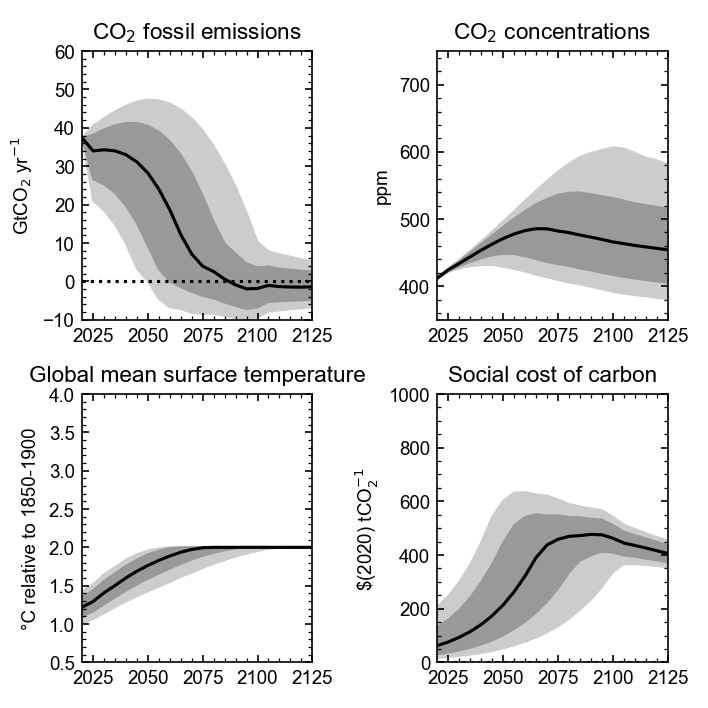 CO₂ fossil emissions
GtCO₂ yr⁻¹
60
50
40
30
20
10
0
−10
2025 2050 2075 2100 2125
CO₂ concentrations
ppm
700
600
500
400
2025 2050 2075 2100 2125
Global mean surface temperature
°C relative to 1850-1900
4.0
3.5
3.0
2.5
2.0
1.5
1.0
0.5
2025 2050 2075 2100 2125
Social cost of carbon
$(2020) tCO₂⁻¹
1000
800
600
400
200
0
2025 2050 2075 2100 2125